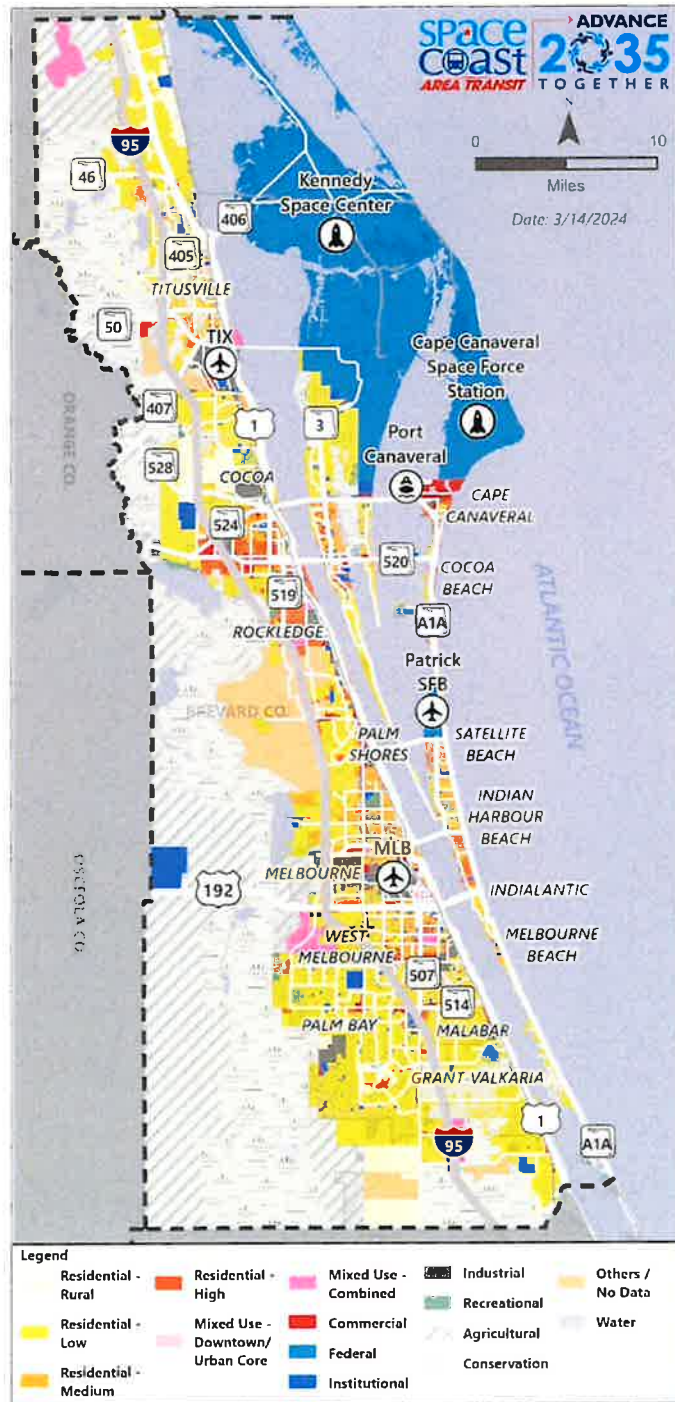 SPACE
COAST
AREA TRANSIT
ADVANCE
2035
TOGETHER
N
0 10
Miles
Date: 3/14/2024
95
46
406
Kennedy
Space Center
405
TITUSVILLE
50
TIX
Cape Canaveral
Space Force
Station
ORANGE CO.
407
1
3
Port
Canaveral
528
COCOA
CAPE
CANAVERAL
524
520
COCOA
BEACH
519
A1A
ATLANTIC OCEAN
ROCKLEDGE
Patrick
SFB
BREVARD CO.
PALM
SHORES
SATELLITE
BEACH
INDIAN
HARBOUR
BEACH
MLB
MELBOURNE
192
INDIALANTIC
OSCEOLA CO.
WEST
MELBOURNE
MELBOURNE
BEACH
507
514
PALM BAY
MALABAR
GRANT-VALKARIA
1
95
A1A
Legend
Residential -
Rural
Residential -
Low
Residential -
Medium
Residential -
High
Mixed Use -
Downtown/
Urban Core
Mixed Use -
Combined
Commercial
Federal
Institutional
Industrial
Recreational
Agricultural
Conservation
Others /
No Data
Water